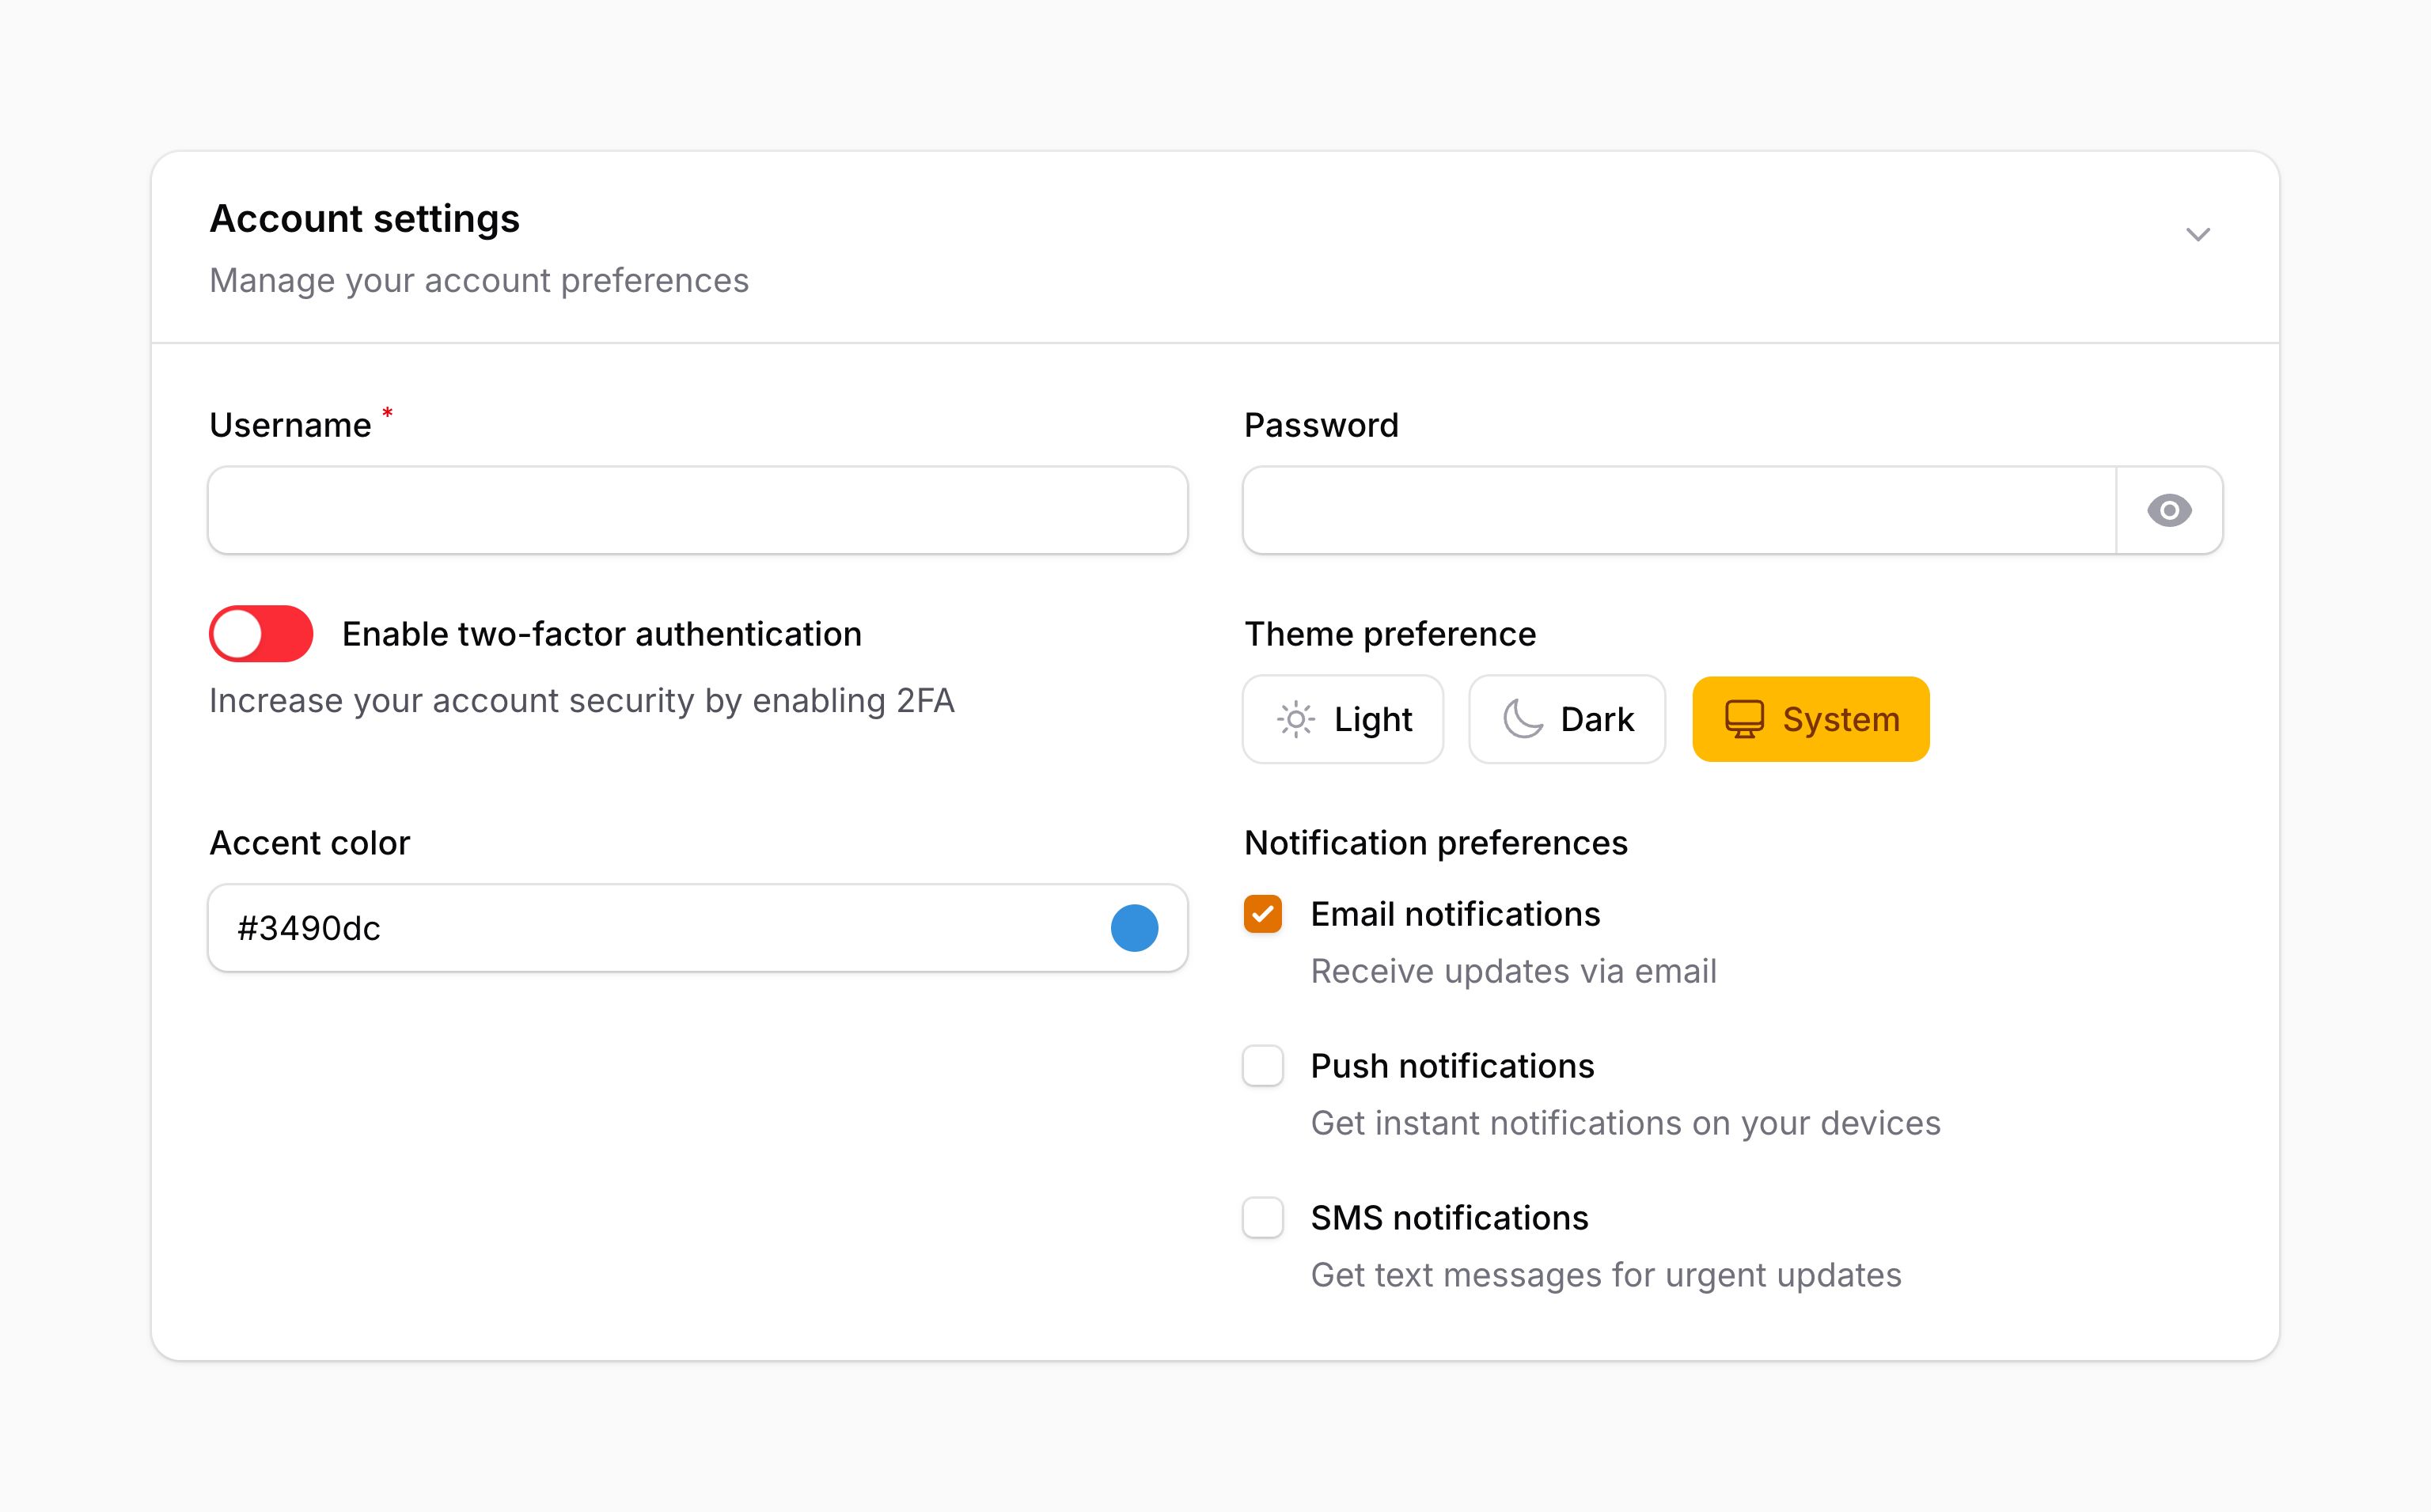 Account settings
Manage your account preferences
Username *
Password
Enable two-factor authentication
Increase your account security by enabling 2FA
Theme preference
Light
Dark
System
Accent color
#3490dc
Notification preferences
Email notifications
Receive updates via email
Push notifications
Get instant notifications on your devices
SMS notifications
Get text messages for urgent updates